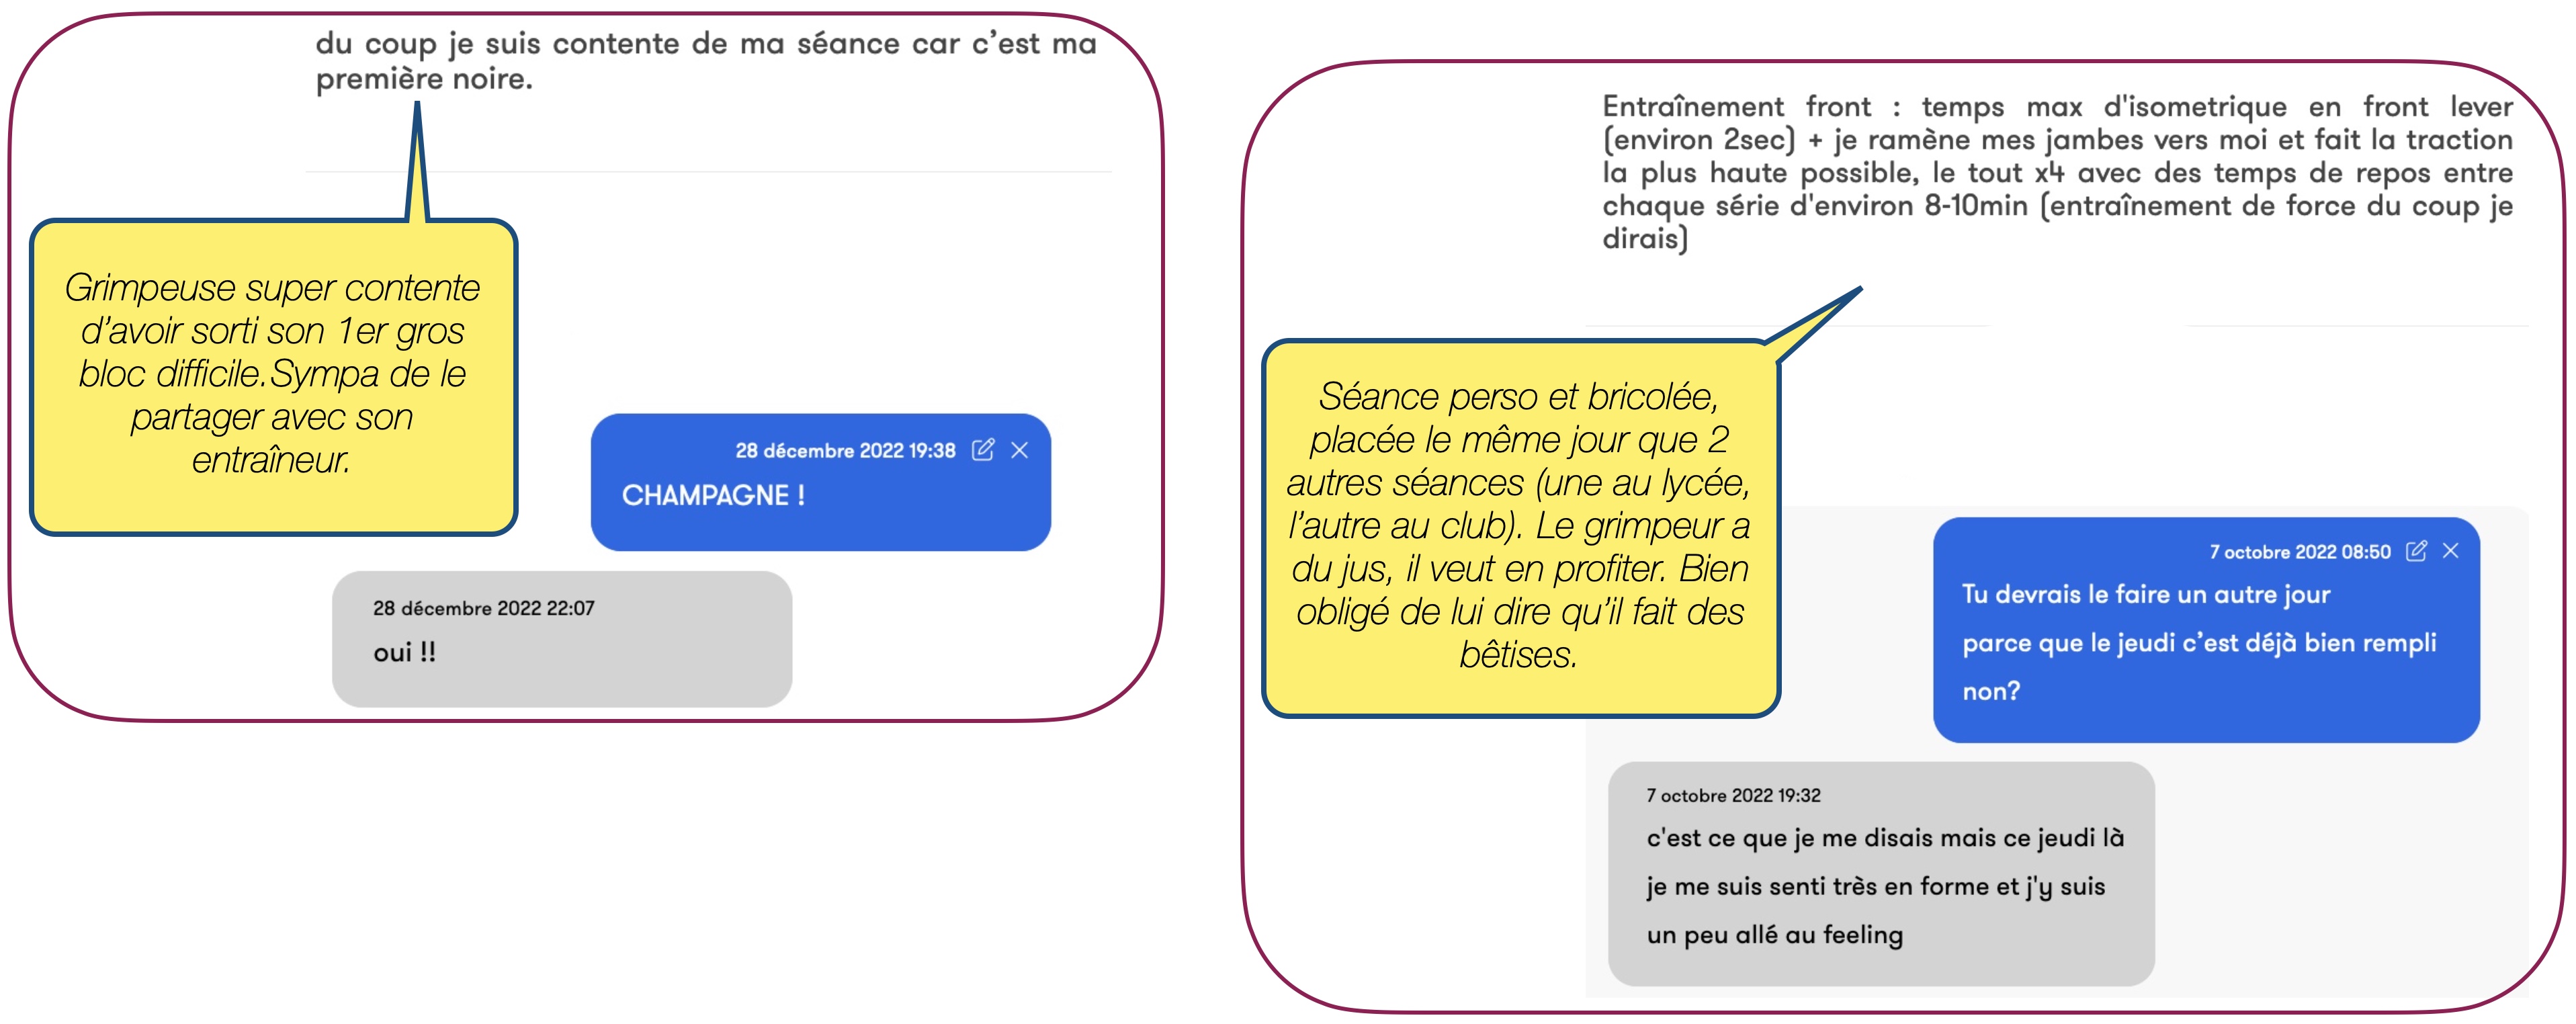 du coup je suis contente de ma séance car c’est ma
première noire.
Grimpeuse super contente
d’avoir sorti son 1er gros
bloc difficile.Sympa de le
partager avec son
entraîneur.
28 décembre 2022 19:38
CHAMPAGNE !
28 décembre 2022 22:07
oui !!
Entraînement front : temps max d'isometrique en front lever
(environ 2sec) + je ramène mes jambes vers moi et fait la traction
la plus haute possible, le tout x4 avec des temps de repos entre
chaque série d'environ 8-10min (entraînement de force du coup je
dirais)
Séance perso et bricolée,
placée le même jour que 2
autres séances (une au lycée,
l’autre au club). Le grimpeur a
du jus, il veut en profiter. Bien
obligé de lui dire qu’il fait des
bêtises.
7 octobre 2022 08:50
Tu devrais le faire un autre jour
parce que le jeudi c’est déjà bien rempli
non?
7 octobre 2022 19:32
c'est ce que je me disais mais ce jeudi là
je me suis senti très en forme et j'y suis
un peu allé au feeling